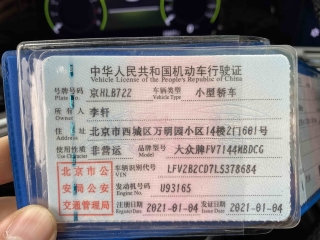 中华人民共和国机动车行驶证
Vehicle License of the People's Republic of China
号牌号码 京HLB722 车辆类型 小型轿车
Plate No. Vehicle Type
所有人 李轩
Owner
住址 北京市西城区万明园小区14楼2门601号
Address
使用性质 非营运 品牌型号 大众牌FV7144MBDCG
Model
北京市公 车辆识别代号 LFV2B2CD7LS378684
VIN
安局公安 发动机号码 U9316S
Engine No.
交通管理局 注册日期 2021-01-04 发证日期 2021-01-04
Register Date Issue Date